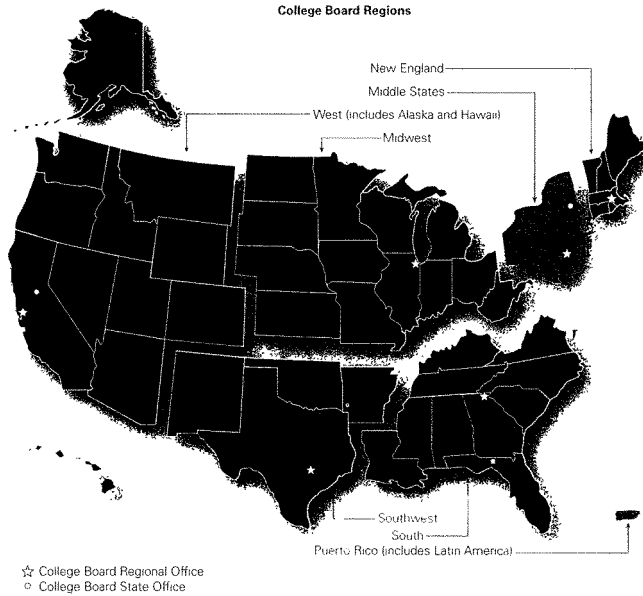 College Board Regions
New England
Middle States
West (includes Alaska and Hawaii)
Midwest
Southwest
South
Puerto Rico (includes Latin America)
College Board Regional Office
College Board State Office